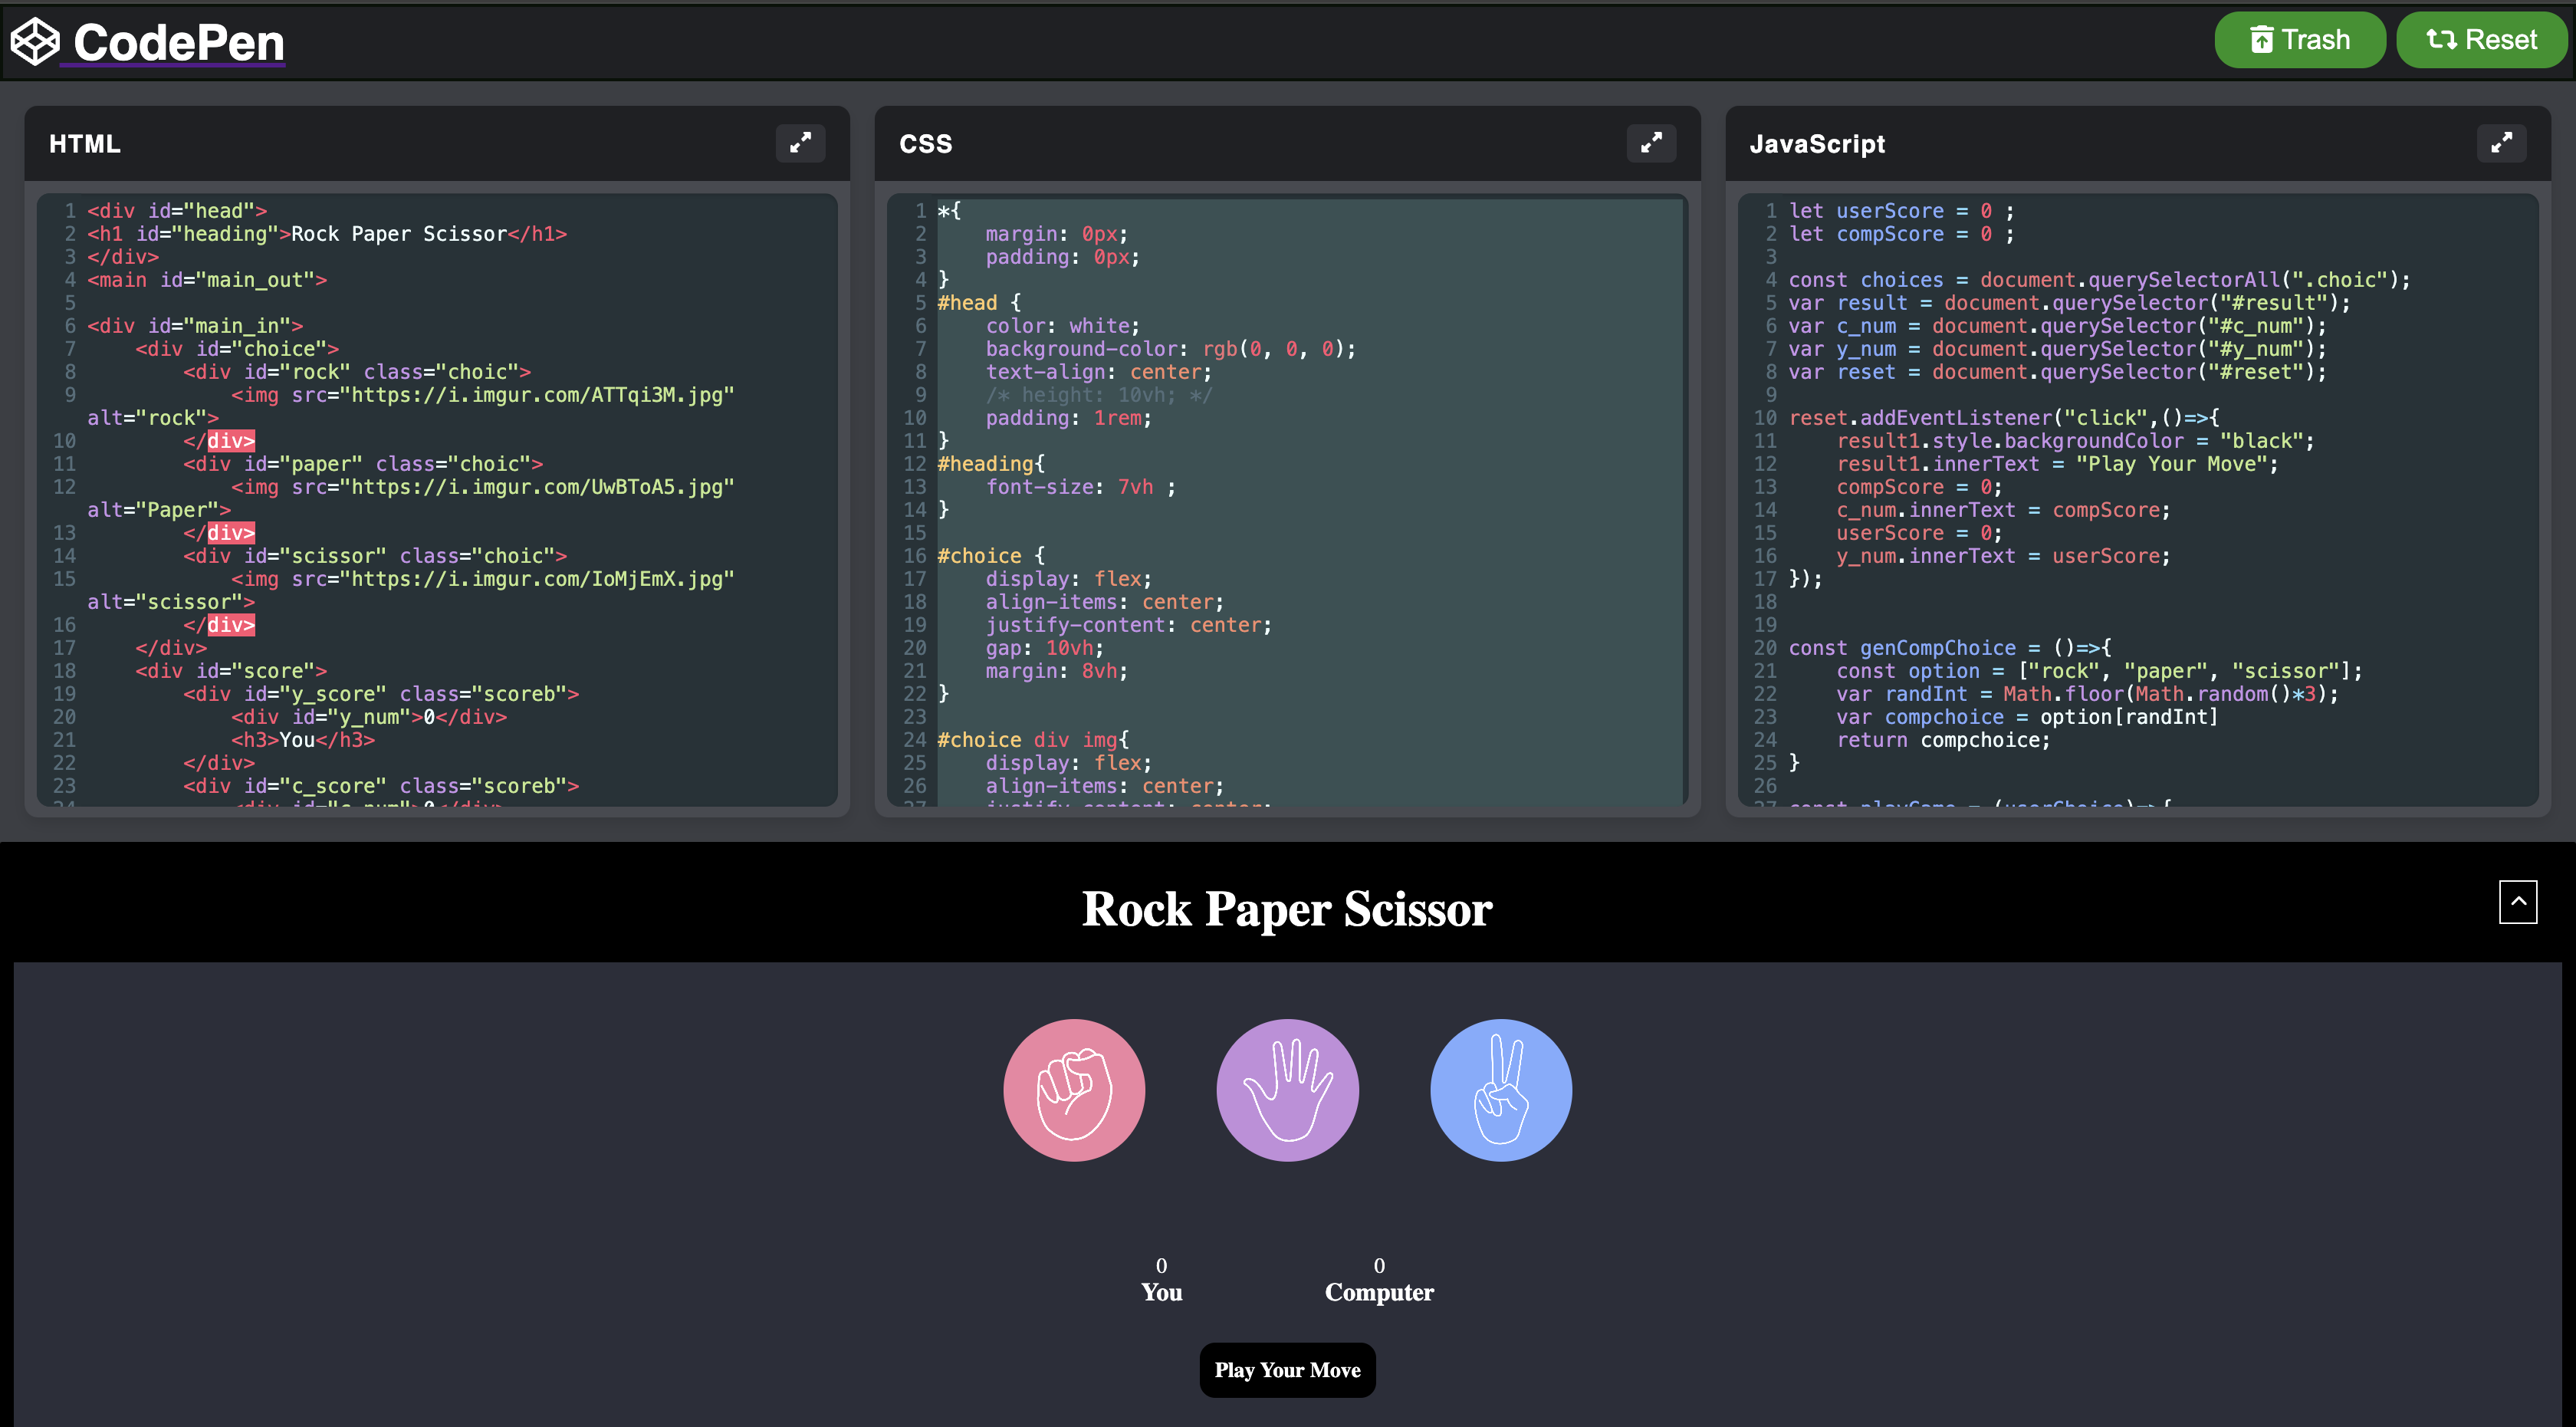 CodePen
Trash
Reset
HTML
1 <div id="head">
2 <h1 id="heading">Rock Paper Scissor</h1>
3 </div>
4 <main id="main_out">
5
6 <div id="main_in">
7 <div id="choice">
8 <div id="rock" class="choic">
9 <img src="https://i.imgur.com/ATTqi3M.jpg"
alt="rock">
10 </div>
11 <div id="paper" class="choic">
12 <img src="https://i.imgur.com/UwBToA5.jpg"
alt="Paper">
13 </div>
14 <div id="scissor" class="choic">
15 <img src="https://i.imgur.com/IoMjEmX.jpg"
alt="scissor">
16 </div>
17 </div>
18 <div id="score">
19 <div id="y_score" class="scoreb">
20 <div id="y_num">0</div>
21 <h3>You</h3>
22 </div>
23 <div id="c_score" class="scoreb">
24 <div id="c_num">0</div>
CSS
1 *{
2 margin: 0px;
3 padding: 0px;
4 }
5 #head {
6 color: white;
7 background-color: rgb(0, 0, 0);
8 text-align: center;
9 /* height: 10vh; */
10 padding: 1rem;
11 }
12 #heading{
13 font-size: 7vh ;
14 }
15
16 #choice {
17 display: flex;
18 align-items: center;
19 justify-content: center;
20 gap: 10vh;
21 margin: 8vh;
22 }
23
24 #choice div img{
25 display: flex;
26 align-items: center;
27 justify-content: center;
JavaScript
1 let userScore = 0 ;
2 let compScore = 0 ;
3
4 const choices = document.querySelectorAll(".choic");
5 var result = document.querySelector("#result");
6 var c_num = document.querySelector("#c_num");
7 var y_num = document.querySelector("#y_num");
8 var reset = document.querySelector("#reset");
9
10 reset.addEventListener("click",()=>{
11 result1.style.backgroundColor = "black";
12 result1.innerText = "Play Your Move";
13 compScore = 0;
14 c_num.innerText = compScore;
15 userScore = 0;
16 y_num.innerText = userScore;
17 });
18
19
20 const genCompChoice = ()=>{
21 const option = ["rock", "paper", "scissor"];
22 var randInt = Math.floor(Math.random()*3);
23 var compchoice = option[randInt]
24 return compchoice;
25 }
26
27 const playGame = (userChoice)=>{
Rock Paper Scissor
0
You
0
Computer
Play Your Move